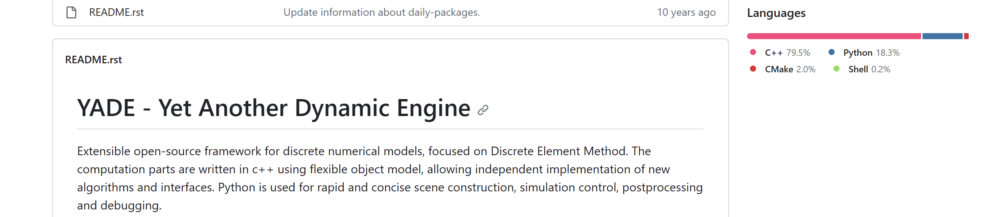 README.rst Update information about daily-packages. 10 years ago
README.rst
YADE - Yet Another Dynamic Engine
Extensible open-source framework for discrete numerical models, focused on Discrete Element Method. The
computation parts are written in c++ using flexible object model, allowing independent implementation of new
algorithms and interfaces. Python is used for rapid and concise scene construction, simulation control, postprocessing
and debugging.
Languages
C++ 79.5% Python 18.3%
CMake 2.0% Shell 0.2%